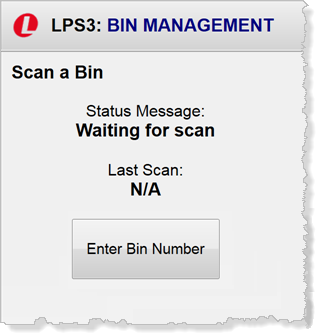 L LPS3: BIN MANAGEMENT
Scan a Bin
Status Message:
Waiting for scan
Last Scan:
N/A
Enter Bin Number